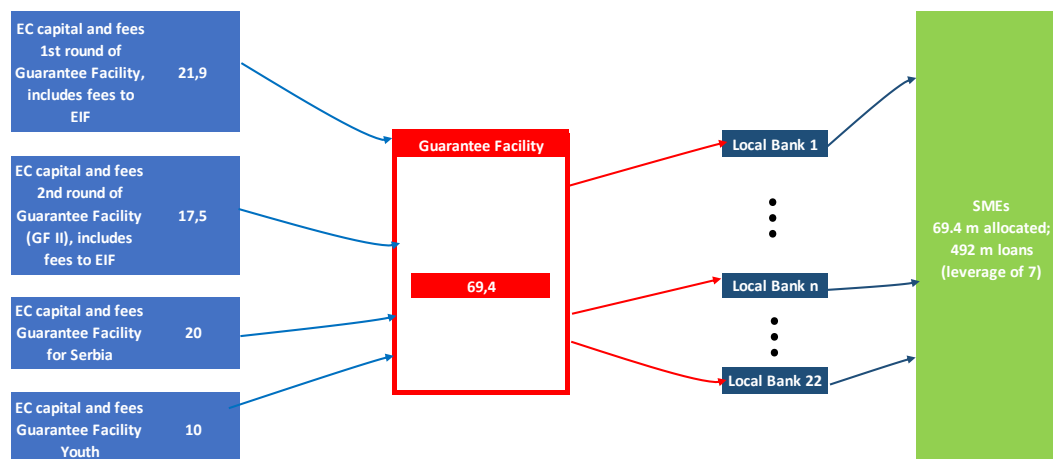 EC capital and fees
1st round of
Guarantee Facility,
includes fees to
EIF
21,9
EC capital and fees
2nd round of
Guarantee Facility
(GF II), includes
fees to EIF
17,5
EC capital and fees
Guarantee Facility
for Serbia
20
EC capital and fees
Guarantee Facility
Youth
10
Guarantee Facility
69,4
Local Bank 1
Local Bank n
Local Bank 22
SMEs
69.4 m allocated;
492 m loans
(leverage of 7)